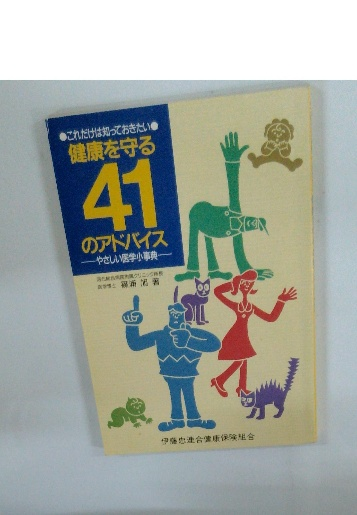 ●これだけは知っておきたい●
健康を守る
41
のアドバイス
―やさしい医学小事典―
著
伊藤忠連合健康保険組合